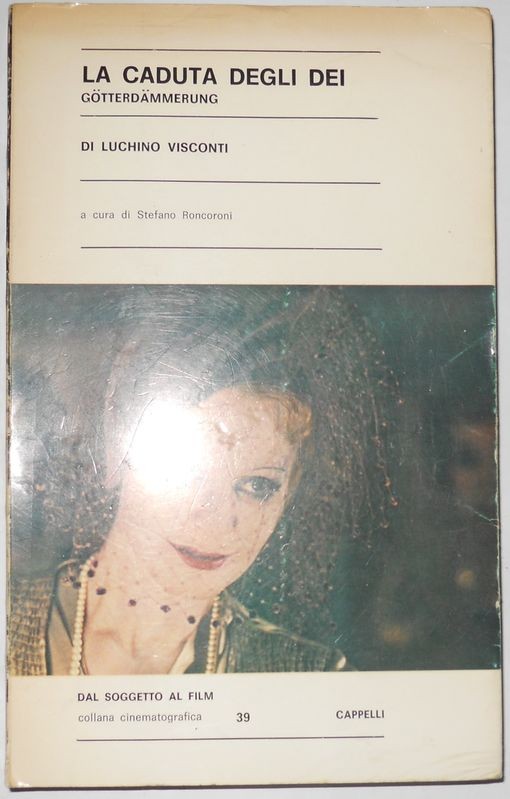 LA CADUTA DEGLI DEI
GÖTTERDÄMMERUNG
DI LUCHINO VISCONTI
a cura di Stefano Roncoroni
DAL SOGGETTO AL FILM
collana cinematografica 39 CAPPELLI